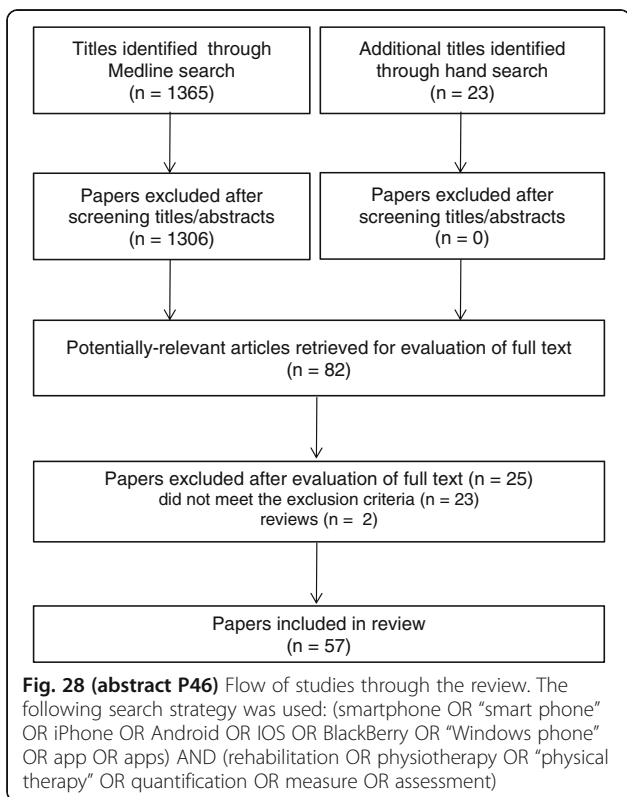 Titles identified through
Medline search
(n = 1365)
Additional titles identified
through hand search
(n = 23)
Papers excluded after
screening titles/abstracts
(n = 1306)
Papers excluded after
screening titles/abstracts
(n = 0)
Potentially-relevant articles retrieved for evaluation of full text
(n = 82)
Papers excluded after evaluation of full text (n = 25)
did not meet the exclusion criteria (n = 23)
reviews (n = 2)
Papers included in review
(n = 57)
Fig. 28 (abstract P46) Flow of studies through the review. The
following search strategy was used: (smartphone OR “smart phone”
OR iPhone OR Android OR IOS OR BlackBerry OR “Windows phone”
OR app OR apps) AND (rehabilitation OR physiotherapy OR “physical
therapy” OR quantification OR measure OR assessment)